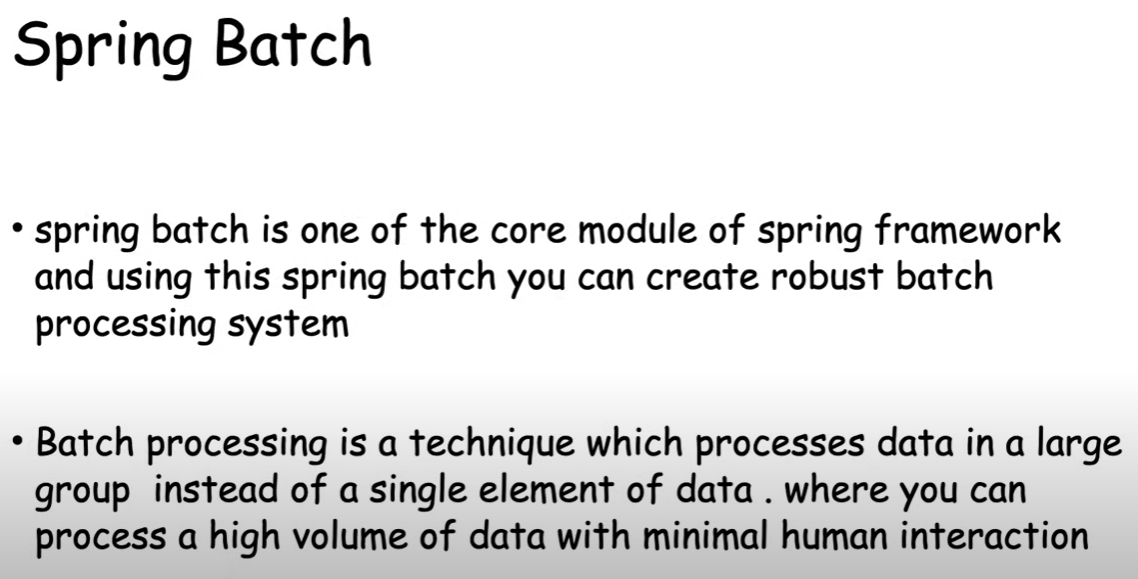 Spring Batch
• spring batch is one of the core module of spring framework
and using this spring batch you can create robust batch
processing system
• Batch processing is a technique which processes data in a large
group  instead of a single element of data . where you can
process a high volume of data with minimal human interaction